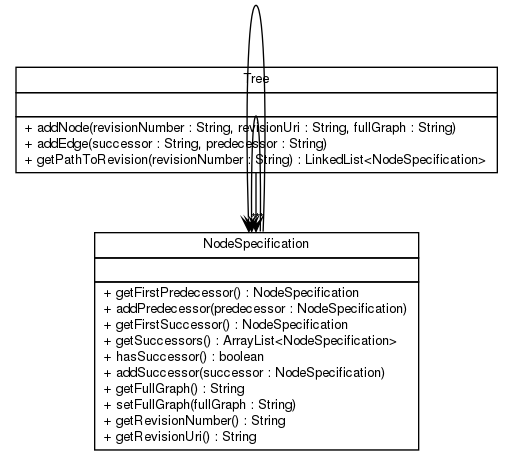 Tree
+ addNode(revisionNumber : String, revisionUri : String, fullGraph : String)
+ addEdge(successor : String, predecessor : String)
+ getPathToRevision(revisionNumber : String) : LinkedList<NodeSpecification>
NodeSpecification
+ getFirstPredecessor() : NodeSpecification
+ addPredecessor(predecessor : NodeSpecification)
+ getFirstSuccessor() : NodeSpecification
+ getSuccessors() : ArrayList<NodeSpecification>
+ hasSuccessor() : boolean
+ addSuccessor(successor : NodeSpecification)
+ getFullGraph() : String
+ setFullGraph(fullGraph : String)
+ getRevisionNumber() : String
+ getRevisionUri() : String